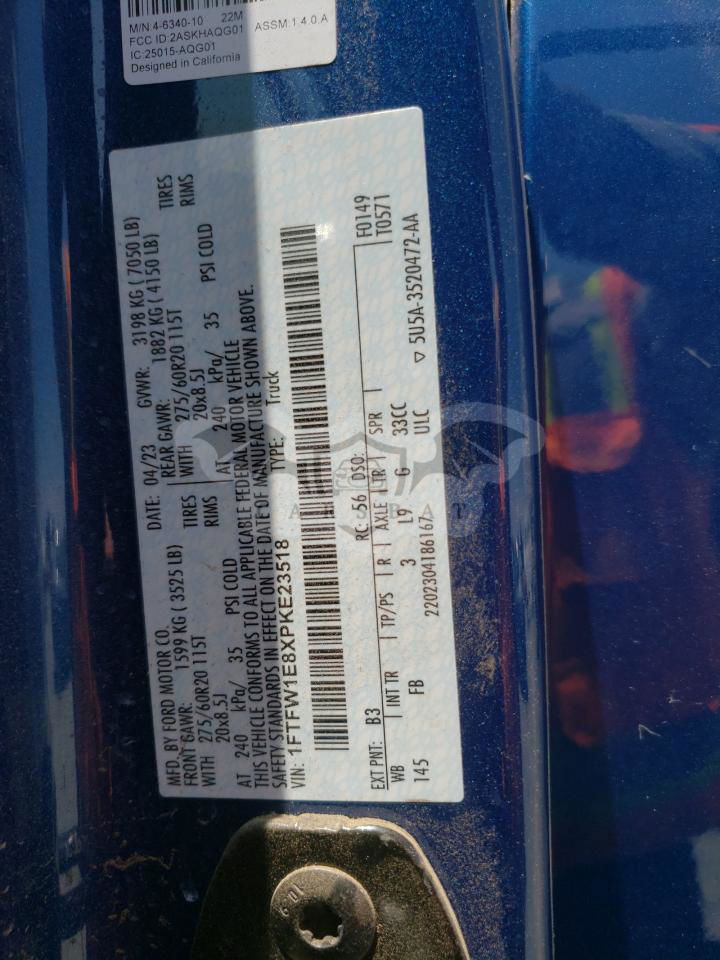 M/N:4-6340-10 22M
FCC ID:2ASKHAQG01 ASSM:1.4.0.A
IC:25015-AQG01
Designed in California
MFD. BY FORD MOTOR CO. DATE: 04/23 GVWR: 3198 KG ( 7050 LB)
FRONT GAWR: 1599 KG ( 3525 LB) REAR GAWR: 1882 KG ( 4150 LB)
WITH 275/60R20 115T TIRES WITH 275/60R20 115T TIRES
20x8.5J RIMS 20x8.5J RIMS
AT 240 kPa/ 35 PSI COLD AT 240 kPa/ 35 PSI COLD
THIS VEHICLE CONFORMS TO ALL APPLICABLE FEDERAL MOTOR VEHICLE
SAFETY STANDARDS IN EFFECT ON THE DATE OF MANUFACTURE SHOWN ABOVE.
VIN: 1FTFW1E8XPKE23518 TYPE: Truck
EXT PNT: B3 RC: 56 DSO: F0149
WB INT TR TP/PS R AXLE TR SPR T0571
145 FB 3 L9 G 33CC
2202304186167 ULC
▽ 5U5A-3520472-AA
10.9